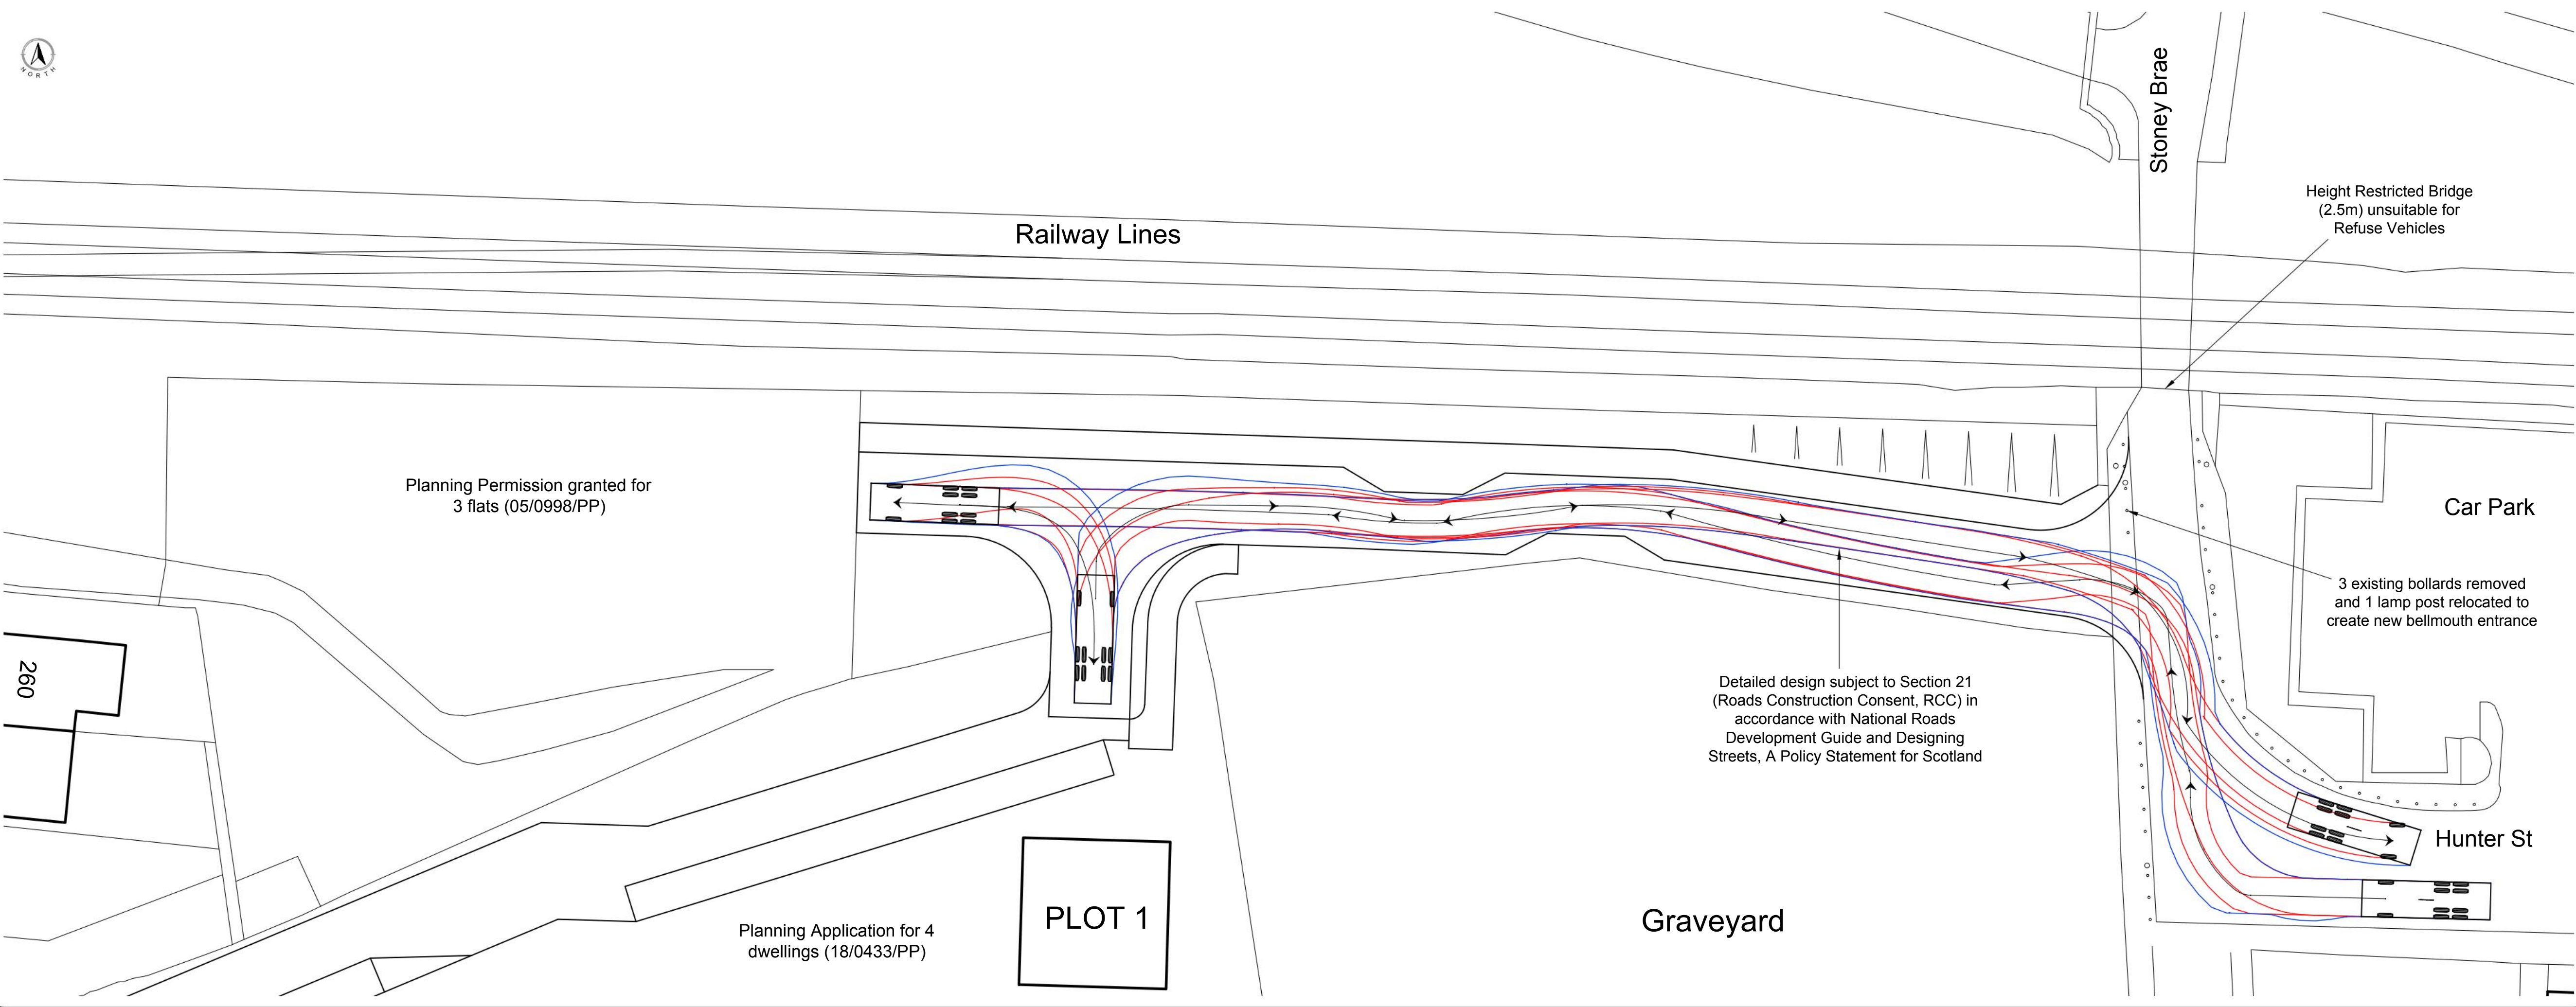 NORTH
Stoney Brae
Height Restricted Bridge
(2.5m) unsuitable for
Refuse Vehicles
Railway Lines
Planning Permission granted for
3 flats (05/0998/PP)
Car Park
3 existing bollards removed
and 1 lamp post relocated to
create new bellmouth entrance
260
Detailed design subject to Section 21
(Roads Construction Consent, RCC) in
accordance with National Roads
Development Guide and Designing
Streets, A Policy Statement for Scotland
Hunter St
PLOT 1
Graveyard
Planning Application for 4
dwellings (18/0433/PP)